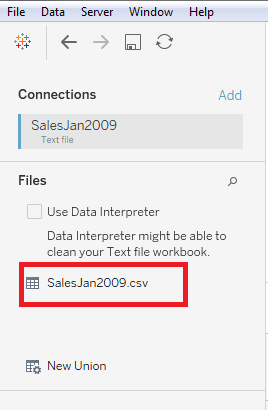 File Data Server Window Help
Connections Add
SalesJan2009
Text file
Files
Use Data Interpreter
Data Interpreter might be able to
clean your Text file workbook.
SalesJan2009.csv
New Union